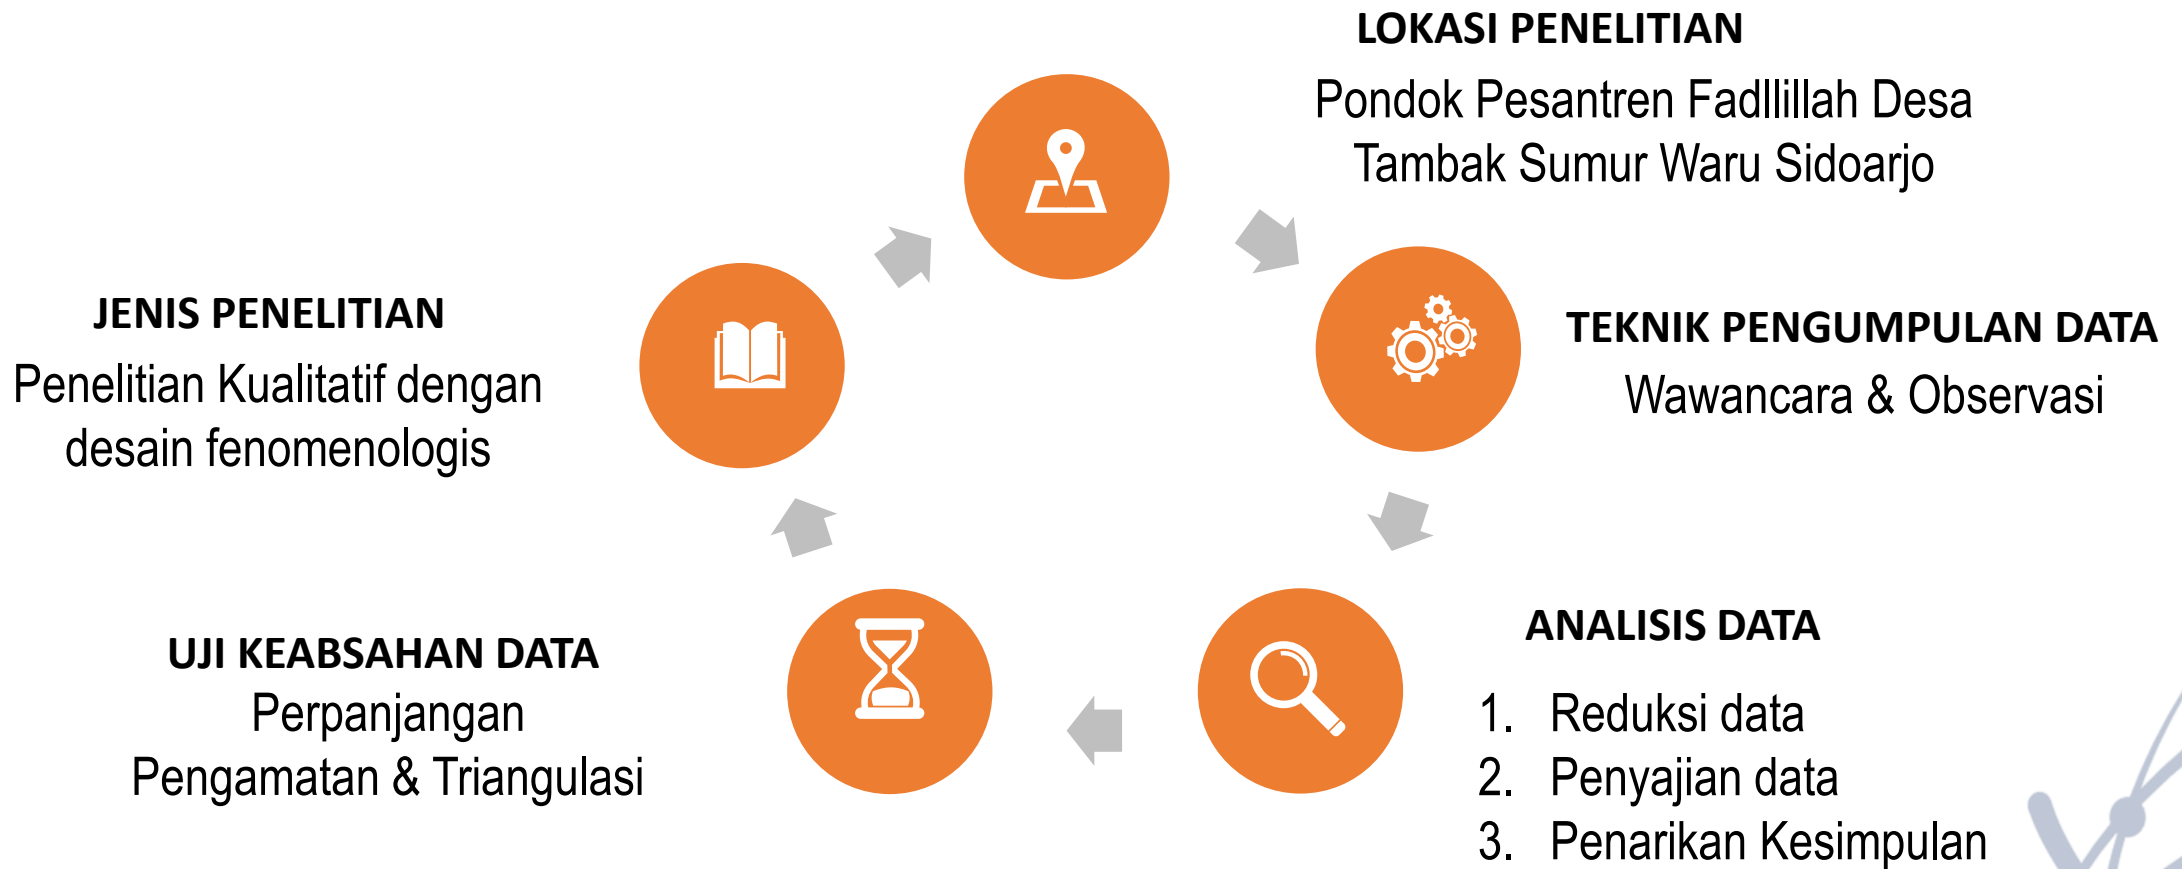 LOKASI PENELITIAN
Pondok Pesantren Fadllillah Desa
Tambak Sumur Waru Sidoarjo
JENIS PENELITIAN
Penelitian Kualitatif dengan
desain fenomenologis
TEKNIK PENGUMPULAN DATA
Wawancara & Observasi
UJI KEABSAHAN DATA
Perpanjangan
Pengamatan & Triangulasi
ANALISIS DATA
1. Reduksi data
2. Penyajian data
3. Penarikan Kesimpulan